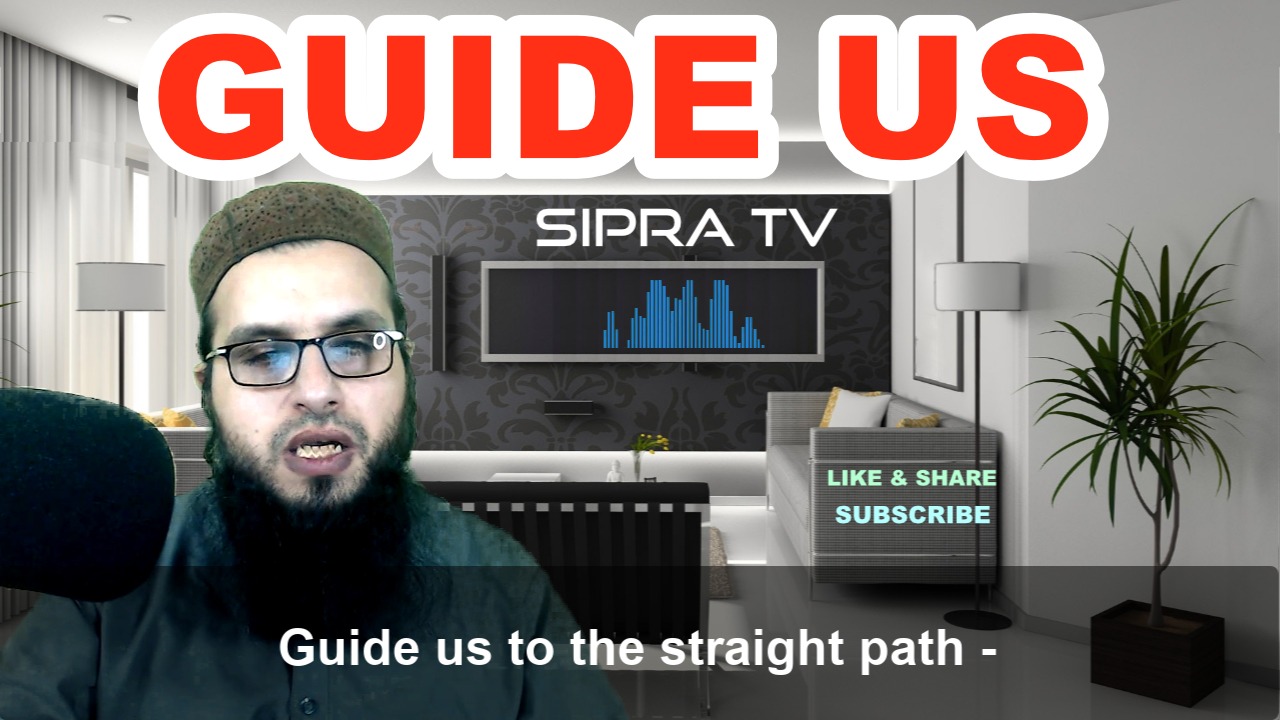 GUIDE US
SIPRA TV
LIKE & SHARE
SUBSCRIBE
Guide us to the straight path -